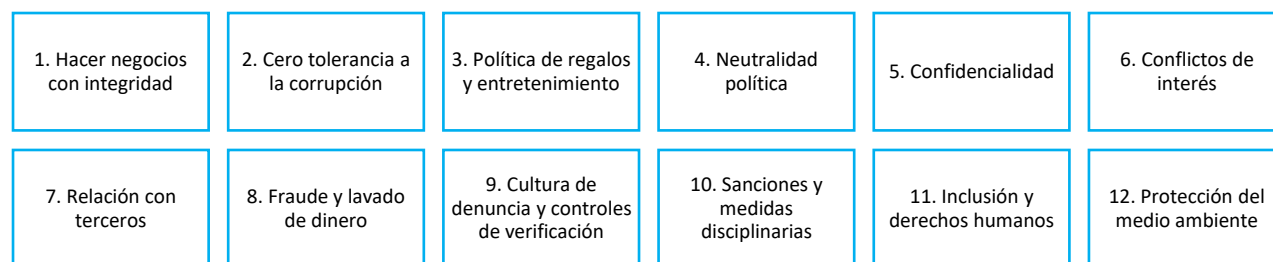 1. Hacer negocios
con integridad
2. Cero tolerancia a
la corrupción
3. Política de regalos
y entretenimiento
4. Neutralidad
política
5. Confidencialidad
6. Conflictos de
interés
7. Relación con
terceros
8. Fraude y lavado
de dinero
9. Cultura de
denuncia y controles
de verificación
10. Sanciones y
medidas
disciplinarias
11. Inclusión y
derechos humanos
12. Protección del
medio ambiente